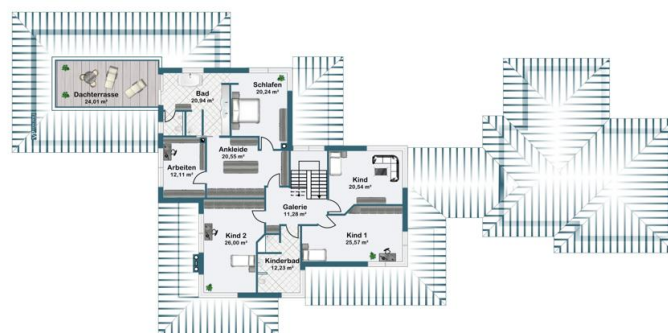 Dachterrasse
24,01 m²
Bad
20,94 m²
Schlafen
20,24 m²
Ankleide
20,55 m²
Arbeiten
12,11 m²
Kind
20,54 m²
Galerie
11,28 m²
Kind 2
26,00 m²
Kind 1
25,57 m²
Kinderbad
12,23 m²